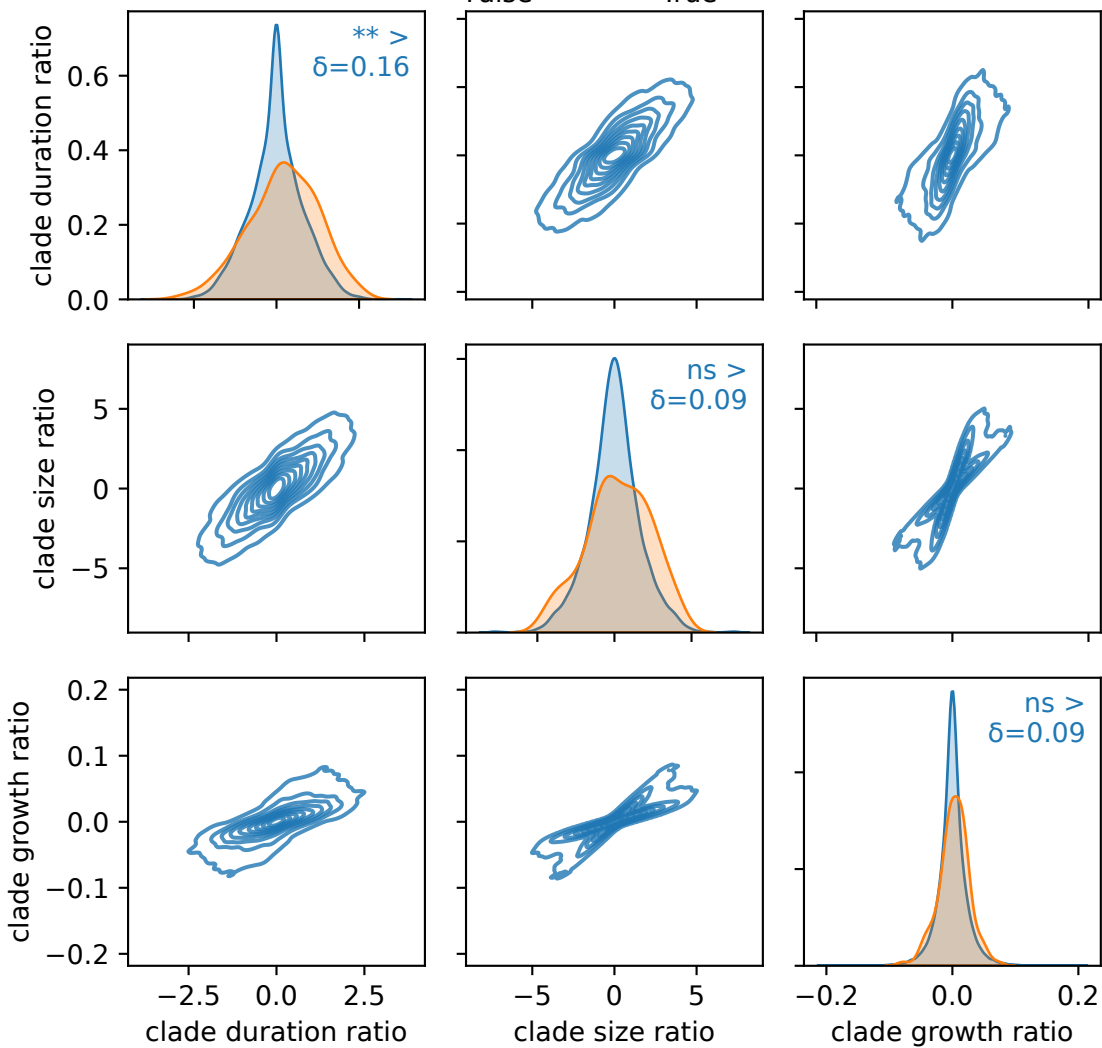 clade duration ratio
0.6
0.4
0.2
0.0
** >
δ=0.16
clade size ratio
5
0
−5
ns >
δ=0.09
clade growth ratio
0.2
0.1
0.0
−0.1
−0.2
ns >
δ=0.09
−2.5 0.0 2.5
−5 0 5
−0.2 0.0 0.2
clade duration ratio
clade size ratio
clade growth ratio